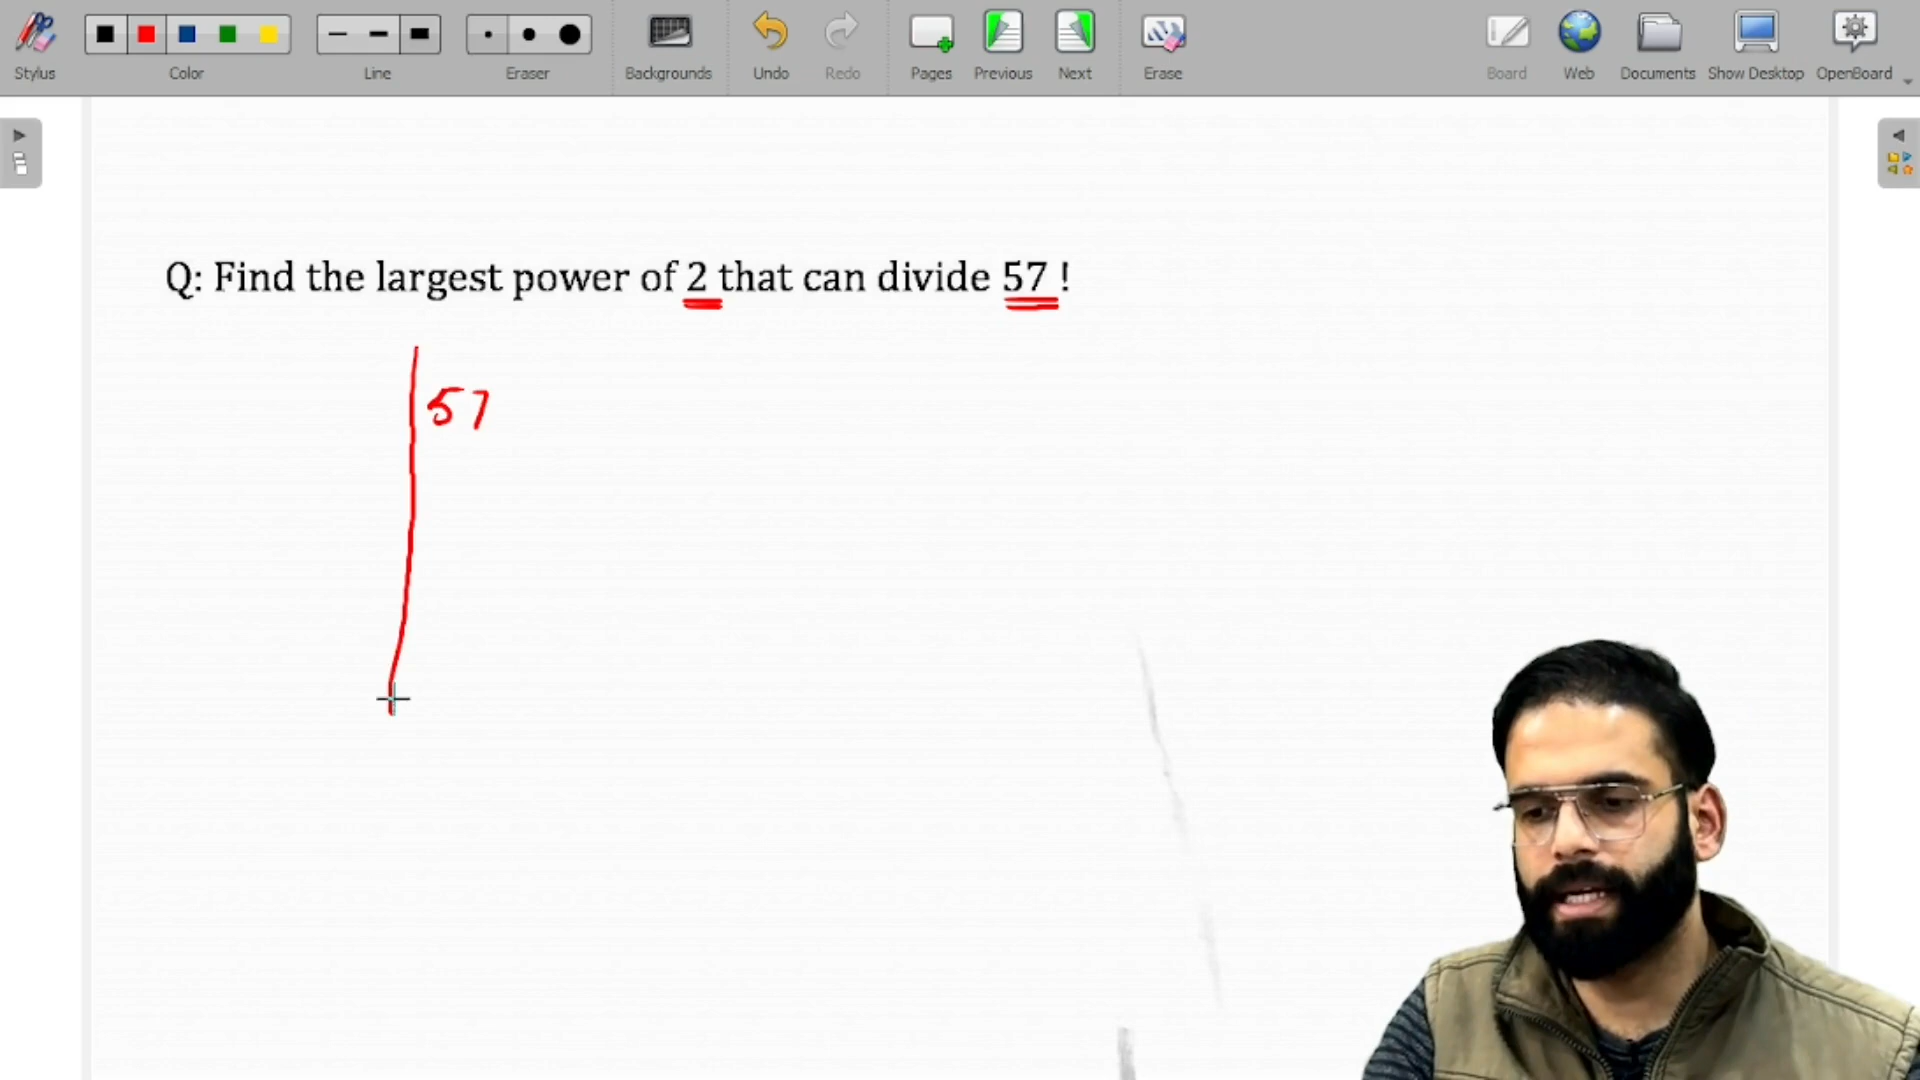 Stylus
Color
Line
Eraser
Backgrounds
Undo
Redo
Pages
Previous
Next
Erase
Board
Web
Documents
Show Desktop
OpenBoard
Q: Find the largest power of 2 that can divide 57 !
57